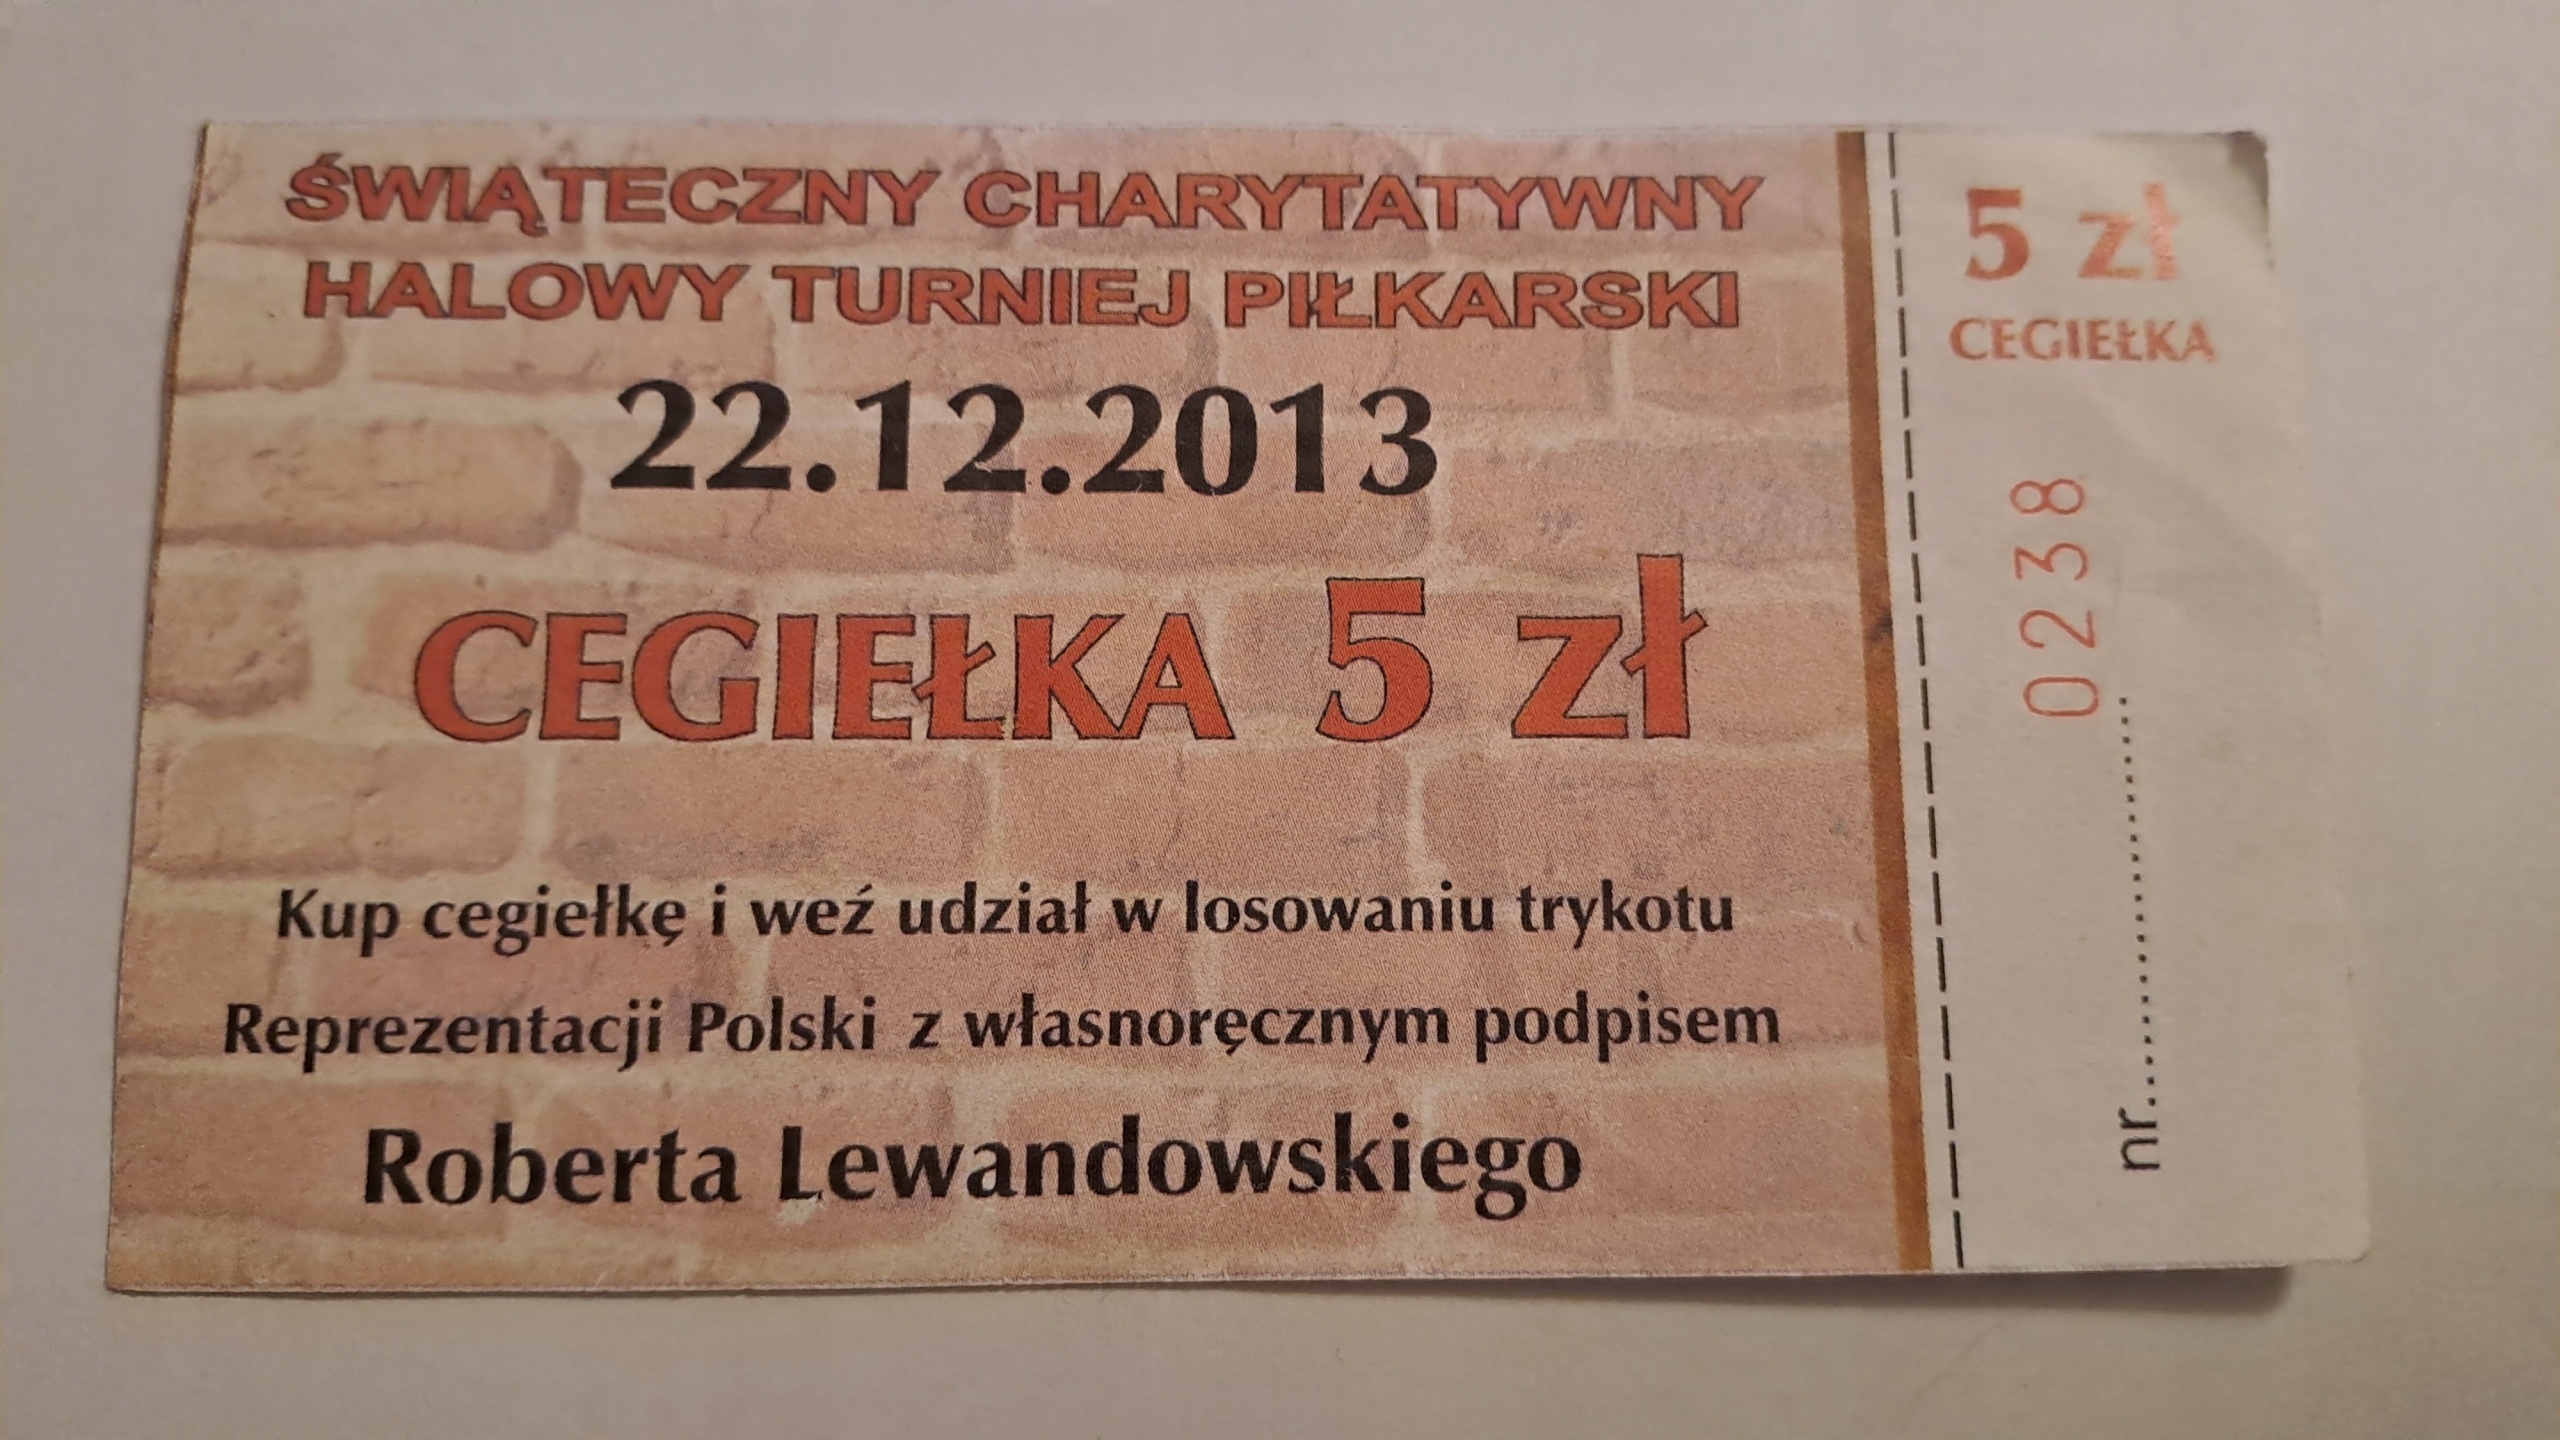 ŚWIĄTECZNY CHARYTATYWNY
HALOWY TURNIEJ PIŁKARSKI
22.12.2013
CEGIEŁKA 5 zł
Kup cegiełkę i weź udział w losowaniu trykotu
Reprezentacji Polski z własnoręcznym podpisem
Roberta Lewandowskiego
5 zł
CEGIEŁKA
0238
nr....................................